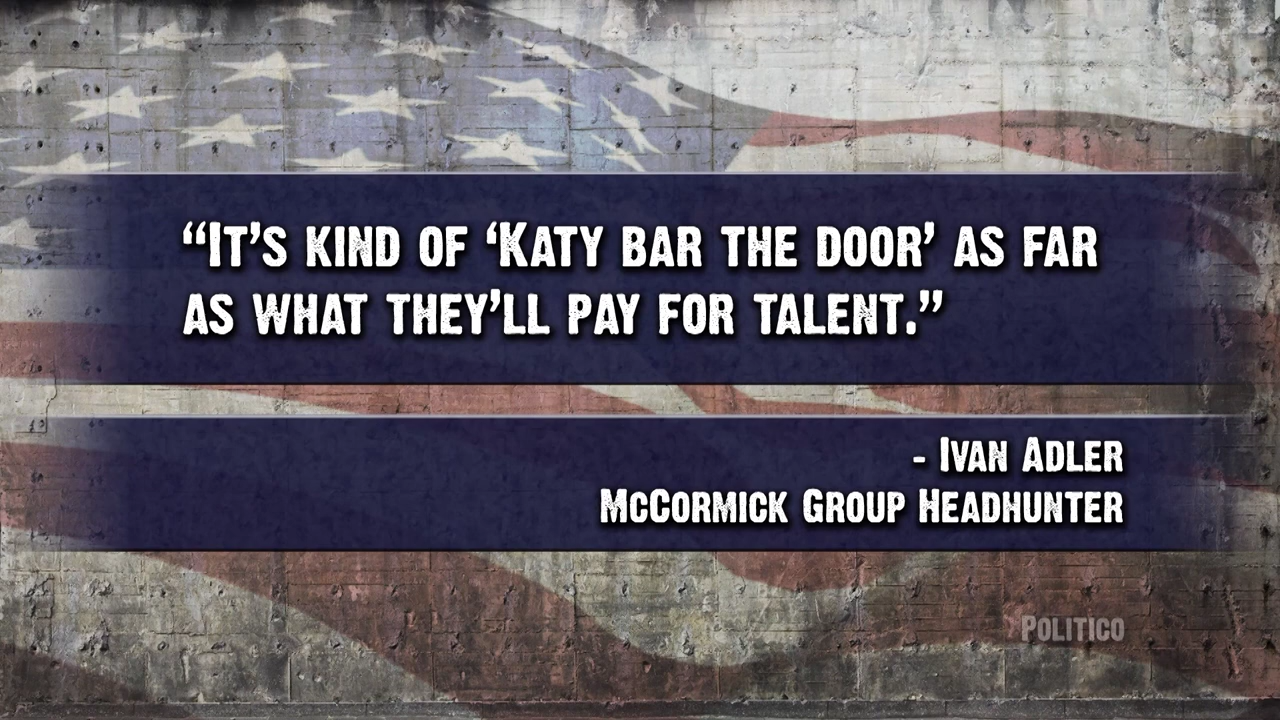 “It’s kind of ‘Katy bar the door’ as far
as what they’ll pay for talent.”
- Ivan Adler
McCormick Group Headhunter
Politico